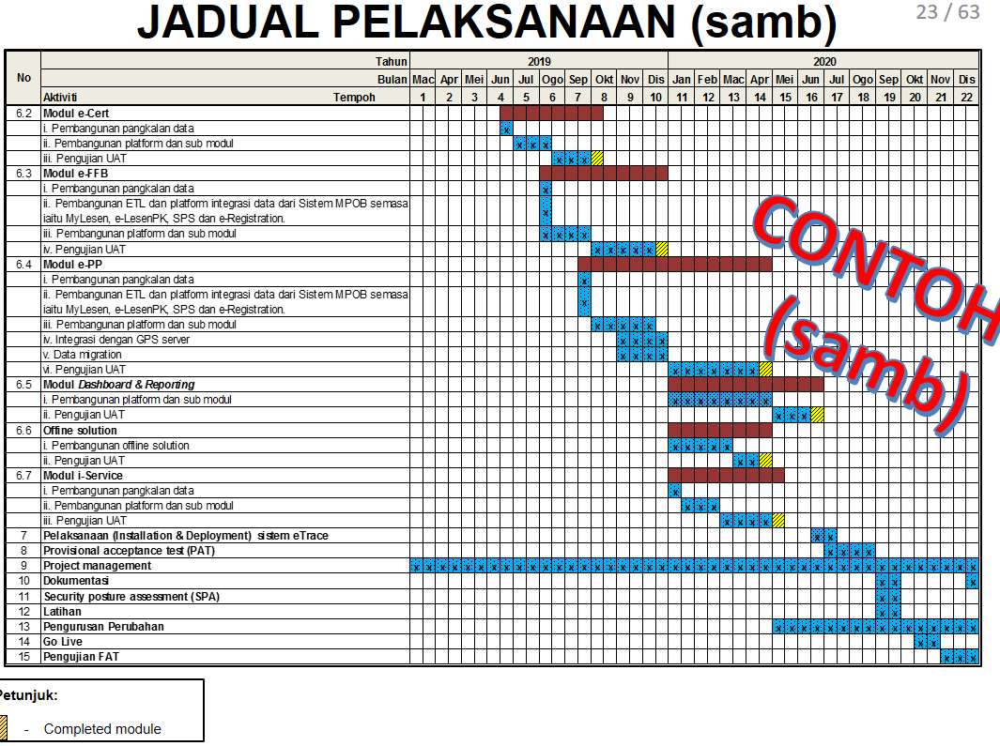 JADUAL PELAKSANAAN (samb)
23 / 63
No Tahun 2019 2020
Bulan Mac Apr Mei Jun Jul Ogo Sep Okt Nov Dis Jan Feb Mac Apr Mei Jun Jul Ogo Sep Okt Nov Dis
Aktiviti Tempoh 1 2 3 4 5 6 7 8 9 10 11 12 13 14 15 16 17 18 19 20 21 22
6.2 Modul e-Cert
i. Pembangunan pangkalan data x
ii. Pembangunan platform dan sub modul x x x
iii. Pengujian UAT x x x
6.3 Modul e-FFB
i. Pembangunan pangkalan data x
ii. Pembangunan ETL dan platform integrasi data dari Sistem MPOB semasa
iaitu MyLesen, e-LesenPK, SPS dan e-Registration. x
iii. Pembangunan platform dan sub modul x x x x
iv. Pengujian UAT x x x x x
6.4 Modul e-PP
i. Pembangunan pangkalan data x
ii. Pembangunan ETL dan platform integrasi data dari Sistem MPOB semasa
iaitu MyLesen, e-LesenPK, SPS dan e-Registration. x
iii. Pembangunan platform dan sub modul x x x x x
iv. Integrasi dengan GPS server x x x x
v. Data migration x x x x
vi. Pengujian UAT x x x x x x x
6.5 Modul Dashboard & Reporting
i. Pembangunan platform dan sub modul x x x x x x x x
ii. Pengujian UAT x x x
6.6 Offine solution
i. Pembangunan offline solution x x x x x
ii. Pengujian UAT x x
6.7 Modul i-Service
i. Pembangunan pangkalan data x
ii. Pembangunan platform dan sub modul x x x
iii. Pengujian UAT x x x x
7 Pelaksanaan (Installation & Deployment) sistem eTrace x x
8 Provisional acceptance test (PAT) x x x x
9 Project management x x x x x x x x x x x x x x x x x x x x x x x x x x x x x x x x x x x x x x x x x x x x
10 Dokumentasi x x x
11 Security posture assessment (SPA) x x
12 Latihan x x
13 Pengurusan Perubahan x x x x x x x x x x x x x x x x
14 Go Live x x
15 Pengujian FAT x x x
CONTOH
(samb)
Petunjuk:
- Completed module